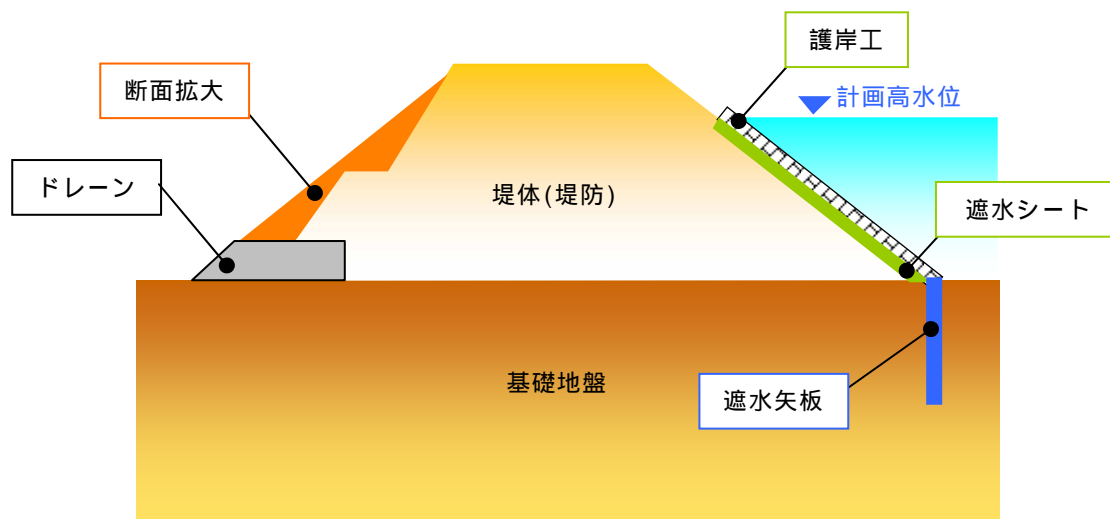 護岸工
断面拡大
計画高水位
ドレーン
堤体(堤防)
遮水シート
基礎地盤
遮水矢板